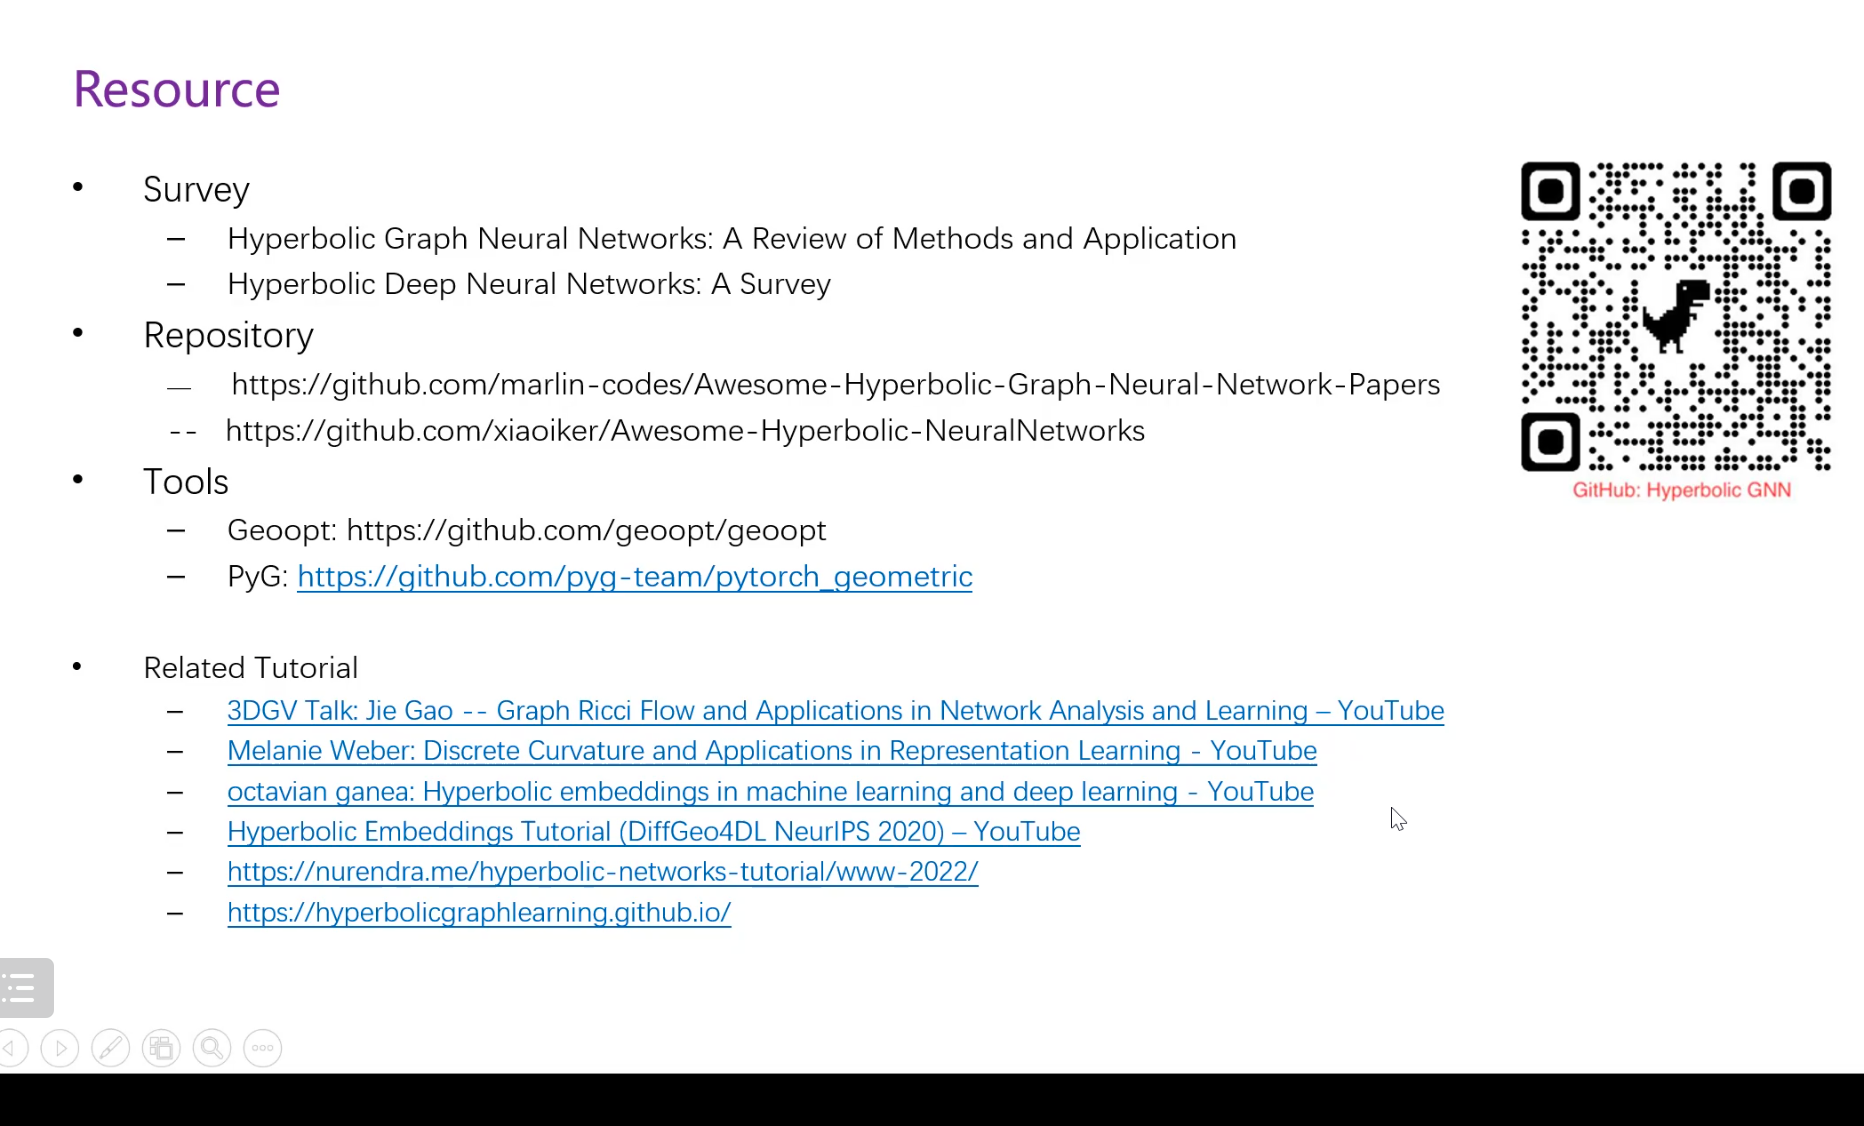 Resource
• Survey
– Hyperbolic Graph Neural Networks: A Review of Methods and Application
– Hyperbolic Deep Neural Networks: A Survey
• Repository
— https://github.com/marlin-codes/Awesome-Hyperbolic-Graph-Neural-Network-Papers
-- https://github.com/xiaoiker/Awesome-Hyperbolic-NeuralNetworks
• Tools
– Geoopt: https://github.com/geoopt/geoopt
– PyG: https://github.com/pyg-team/pytorch_geometric
• Related Tutorial
– 3DGV Talk: Jie Gao -- Graph Ricci Flow and Applications in Network Analysis and Learning – YouTube
– Melanie Weber: Discrete Curvature and Applications in Representation Learning - YouTube
– octavian ganea: Hyperbolic embeddings in machine learning and deep learning - YouTube
– Hyperbolic Embeddings Tutorial (DiffGeo4DL NeurIPS 2020) – YouTube
– https://nurendra.me/hyperbolic-networks-tutorial/www-2022/
– https://hyperbolicgraphlearning.github.io/
GitHub: Hyperbolic GNN